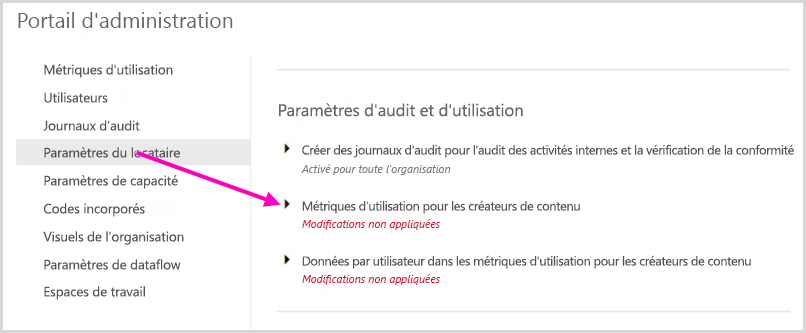 Portail d'administration
Métriques d'utilisation
Utilisateurs
Journaux d’audit
Paramètres du locataire
Paramètres de capacité
Codes incorporés
Visuels de l’organisation
Paramètres de dataflow
Espaces de travail
Paramètres d'audit et d'utilisation
Créer des journaux d'audit pour l'audit des activités internes et la vérification de la conformité
Activé pour toute l'organisation
Métriques d'utilisation pour les créateurs de contenu
Modifications non appliquées
Données par utilisateur dans les métriques d'utilisation pour les créateurs de contenu
Modifications non appliquées